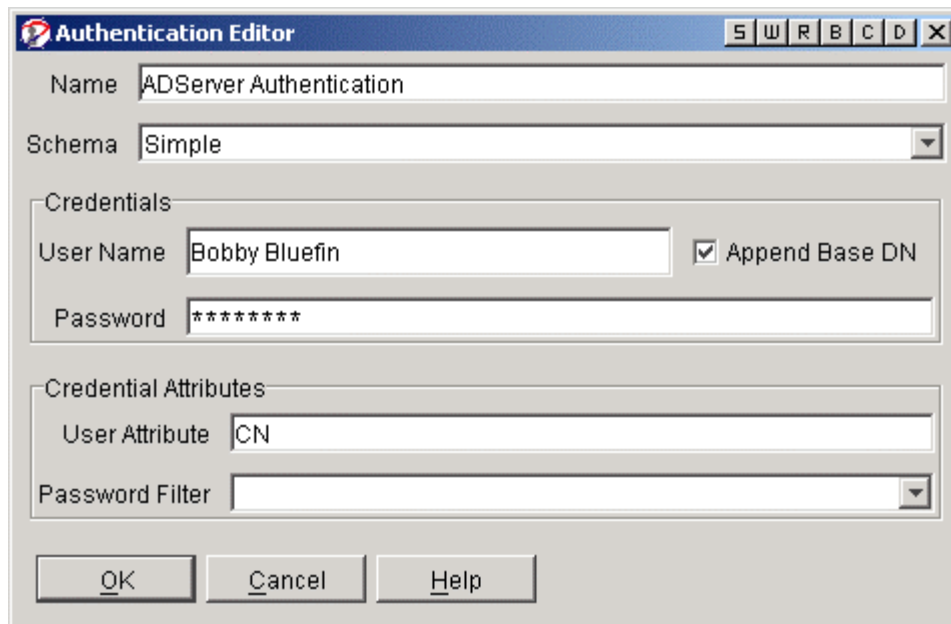 Authentication Editor S W R B C D X
Name ADServer Authentication
Schema Simple
Credentials
User Name Bobby Bluefin Append Base DN
Password ********
Credential Attributes
User Attribute CN
Password Filter
OK Cancel Help